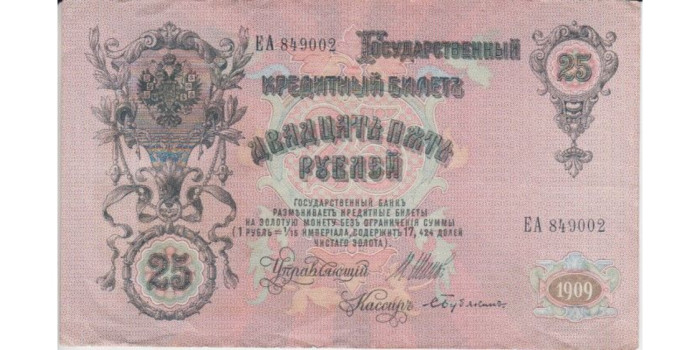 ЕА 849002
Государственный
25
Кредитный Билетъ
Двадцать пять
рублей
ГОСУДАРСТВЕННЫЙ БАНКЪ
РАЗМѢНИВАЕТЪ КРЕДИТНЫЕ БИЛЕТЫ
НА ЗОЛОТУЮ МОНЕТУ БЕЗЪ ОГРАНИЧЕНІЯ СУММЫ
(1 РУБЛЬ = 1/15 ИМПЕРІАЛА, СОДЕРЖИТЪ 17,424 ДОЛЕЙ
ЧИСТАГО ЗОЛОТА).
ЕА 849002
25
Управляющій
Кассиръ
1909